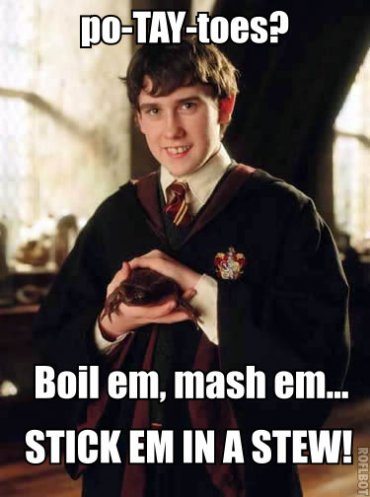 po-TAY-toes?
Boil em, mash em...
STICK EM IN A STEW!
ROFLBOT